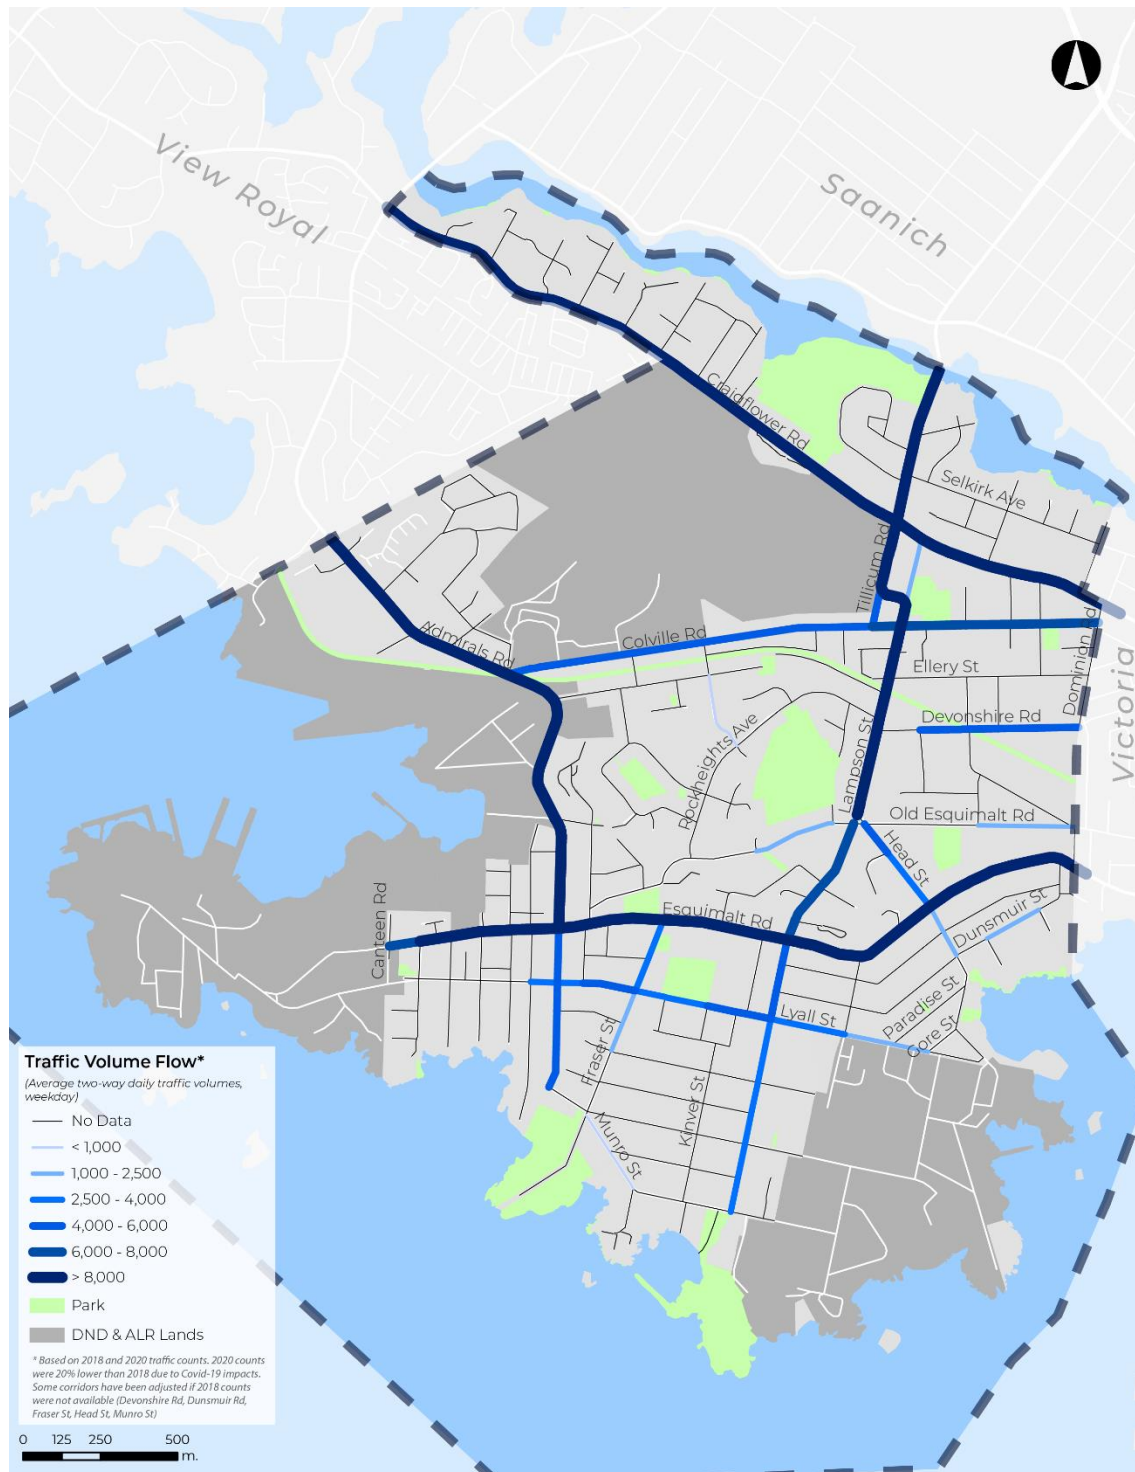 View Royal
Saanich
Craigflower Rd
Selkirk Ave
Tillicum Rd
Admirals Rd
Colville Rd
Dominion Rd
Ellery St
Victoria
Devonshire Rd
Rockheights Ave
Lampson St
Old Esquimalt Rd
Head St
Canteen Rd
Esquimalt Rd
Dunsmuir St
Paradise St
Lyall St
Gore St
Fraser St
Kinver St
Munro St
Traffic Volume Flow*
(Average two-way daily traffic volumes,
weekday)
No Data
< 1,000
1,000 - 2,500
2,500 - 4,000
4,000 - 6,000
6,000 - 8,000
> 8,000
Park
DND & ALR Lands
* Based on 2018 and 2020 traffic counts. 2020 counts
were 20% lower than 2018 due to Covid-19 impacts.
Some corridors have been adjusted if 2018 counts
were not available (Devonshire Rd, Dunsmuir Rd,
Fraser St, Head St, Munro St)
0 125 250 500
m.